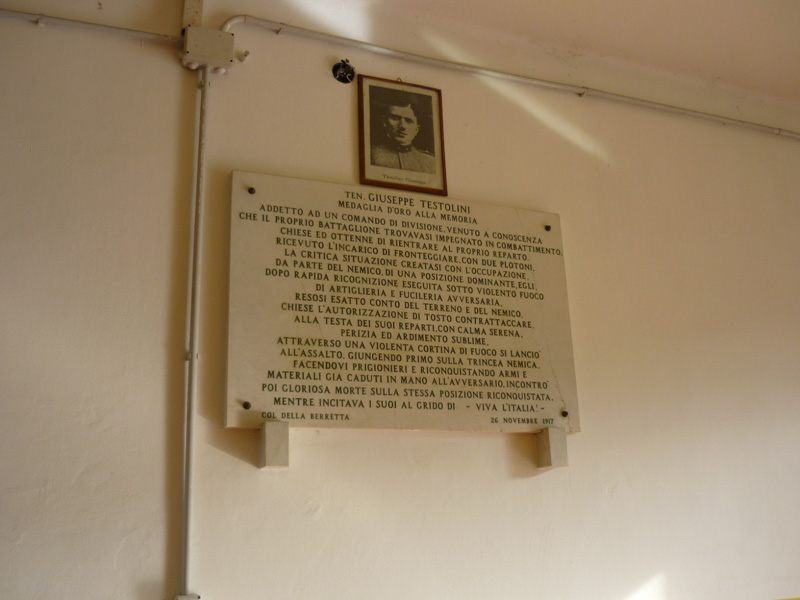 Testolini Giuseppe
TEN. GIUSEPPE TESTOLINI
MEDAGLIA D'ORO ALLA MEMORIA
ADDETTO AD UN COMANDO DI DIVISIONE, VENUTO A CONOSCENZA
CHE IL PROPRIO BATTAGLIONE TROVAVASI IMPEGNATO IN COMBATTIMENTO,
CHIESE ED OTTENNE DI RIENTRARE AL PROPRIO REPARTO.
RICEVUTO L'INCARICO DI FRONTEGGIARE, CON DUE PLOTONI,
LA CRITICA SITUAZIONE CREATASI CON L'OCCUPAZIONE,
DA PARTE DEL NEMICO, DI UNA POSIZIONE DOMINANTE, EGLI,
DOPO RAPIDA RICOGNIZIONE ESEGUITA SOTTO VIOLENTO FUOCO
DI ARTIGLIERIA E FUCILERIA AVVERSARIA,
RESOSI ESATTO CONTO DEL TERRENO E DEL NEMICO,
CHIESE L'AUTORIZZAZIONE DI TOSTO CONTRATTACCARE.
ALLA TESTA DEI SUOI REPARTI, CON CALMA SERENA,
PERIZIA ED ARDIMENTO SUBLIME,
ATTRAVERSO UNA VIOLENTA CORTINA DI FUOCO SI LANCIO'
ALL'ASSALTO, GIUNGENDO PRIMO SULLA TRINCEA NEMICA.
FACENDOVI PRIGIONIERI E RICONQUISTANDO ARMI E
MATERIALI GIA CADUTI IN MANO ALL'AVVERSARIO, INCONTRO'
POI GLORIOSA MORTE SULLA STESSA POSIZIONE RICONQUISTATA,
MENTRE INCITAVA I SUOI AL GRIDO DI - VIVA L'ITALIA! -
COL DELLA BERRETTA 26 NOVEMBRE 1917